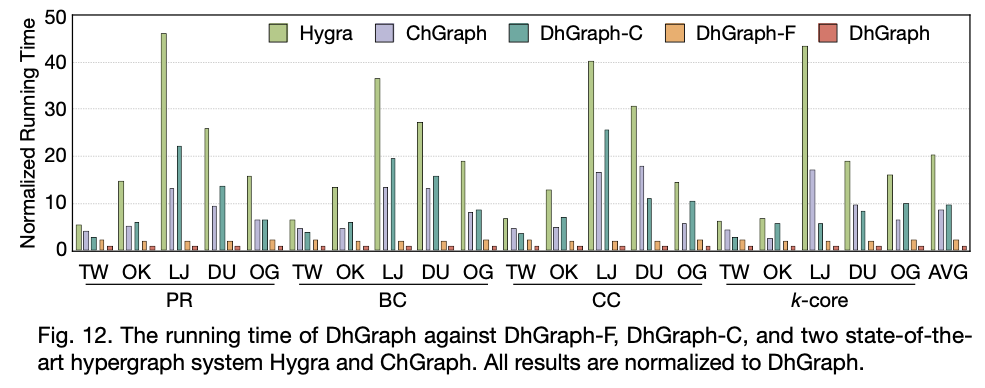 Normalized Running Time
50
40
30
20
10
0
Hygra ChGraph DhGraph-C DhGraph-F DhGraph
TW OK LJ DU OG TW OK LJ DU OG TW OK LJ DU OG TW OK LJ DU OG AVG
PR BC CC k-core
Fig. 12. The running time of DhGraph against DhGraph-F, DhGraph-C, and two state-of-the-
art hypergraph system Hygra and ChGraph. All results are normalized to DhGraph.